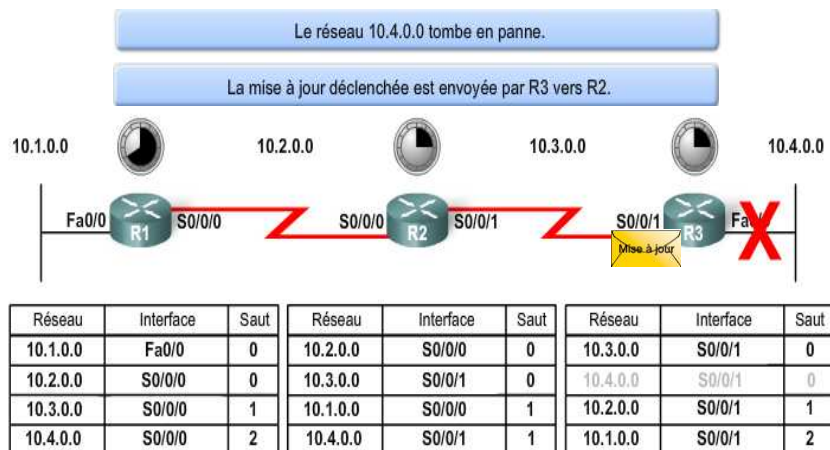 Le réseau 10.4.0.0 tombe en panne.
La mise à jour déclenchée est envoyée par R3 vers R2.
10.1.0.0 10.2.0.0 10.3.0.0 10.4.0.0
Fa0/0 R1 S0/0/0 S0/0/0 R2 S0/0/1 S0/0/1 R3
Mise à jour
Réseau Interface Saut Réseau Interface Saut Réseau Interface Saut
10.1.0.0 Fa0/0 0 10.2.0.0 S0/0/0 0 10.3.0.0 S0/0/1 0
10.2.0.0 S0/0/0 0 10.3.0.0 S0/0/1 0 10.4.0.0 S0/0/1 0
10.3.0.0 S0/0/0 1 10.1.0.0 S0/0/0 1 10.2.0.0 S0/0/1 1
10.4.0.0 S0/0/0 2 10.4.0.0 S0/0/1 1 10.1.0.0 S0/0/1 2